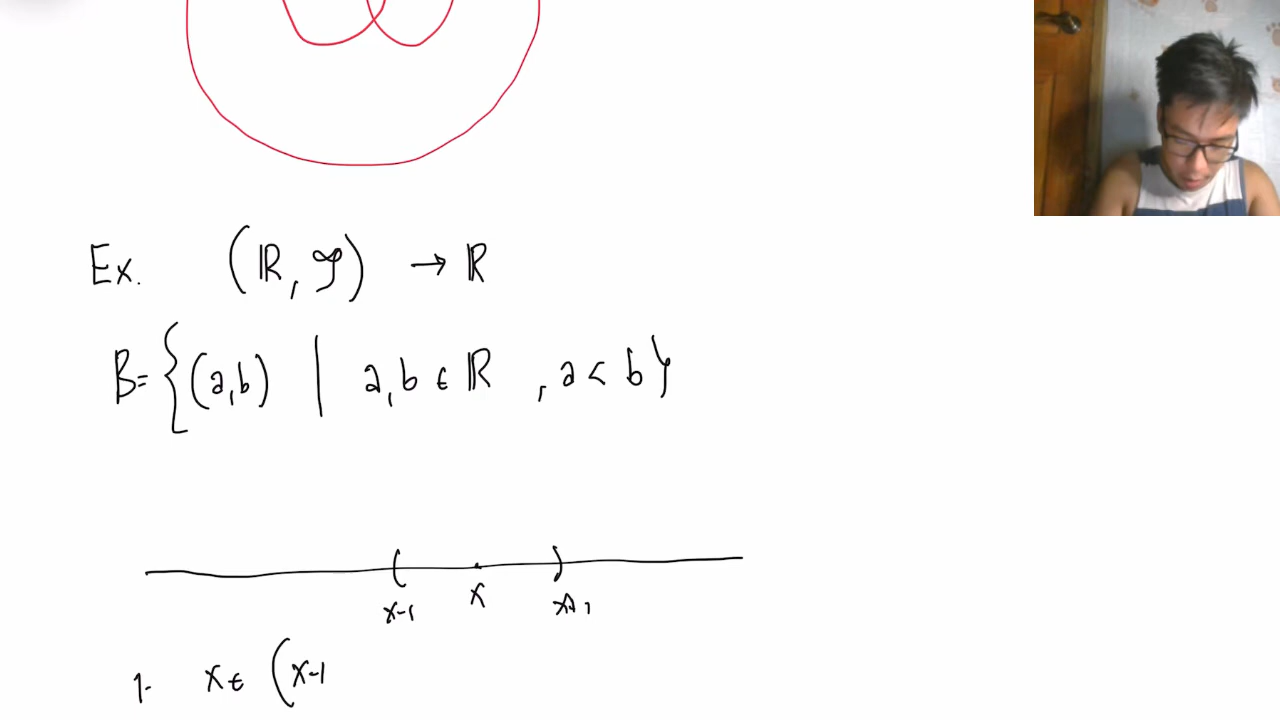 Ex. (ℝ, 𝒯) → ℝ
B = {(a,b) | a,b ∈ ℝ , a < b}
x-1 x x+1
1. x ∈ (x-1